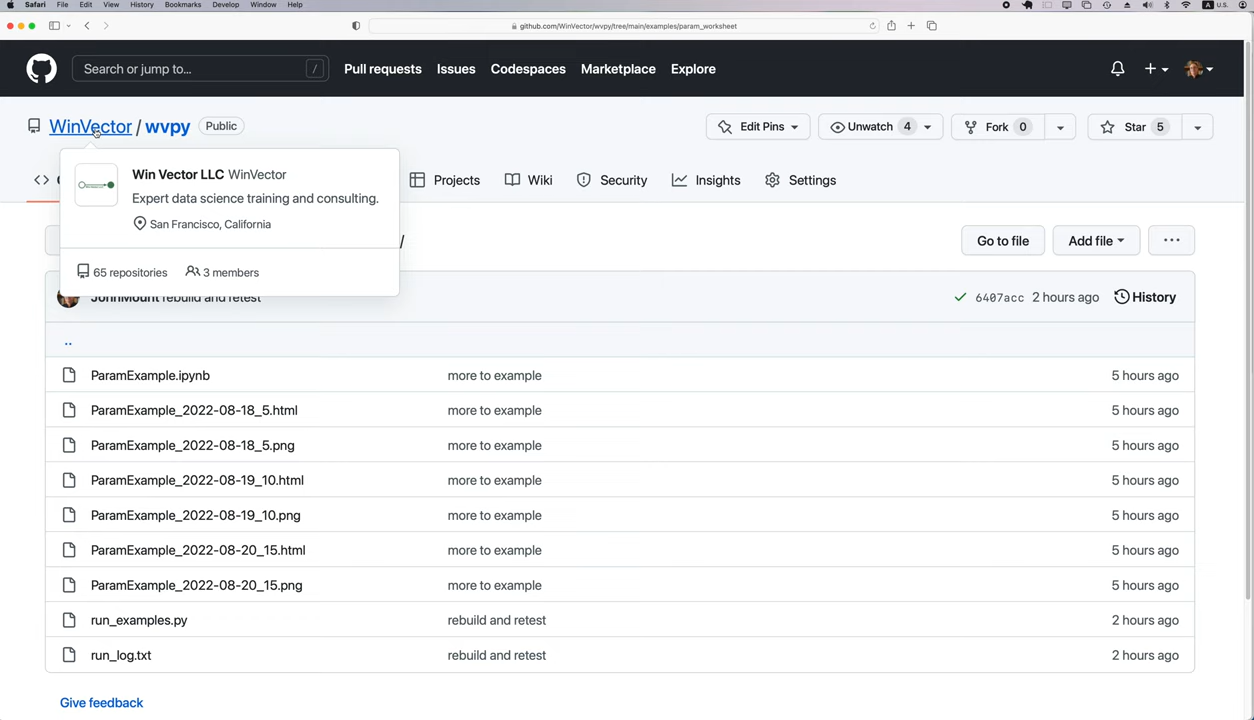 Safari File Edit View History Bookmarks Develop Window Help U.S.
github.com/WinVector/wvpy/tree/main/examples/param_worksheet
Search or jump to... / Pull requests Issues Codespaces Marketplace Explore
WinVector / wvpy Public Edit Pins Unwatch 4 Fork 0 Star 5
Win Vector LLC WinVector
Expert data science training and consulting.
San Francisco, California
65 repositories 3 members
Projects Wiki Security Insights Settings
/ Go to file Add file ...
JohnMount rebuild and retest 6407acc 2 hours ago History
..
ParamExample.ipynb more to example 5 hours ago
ParamExample_2022-08-18_5.html more to example 5 hours ago
ParamExample_2022-08-18_5.png more to example 5 hours ago
ParamExample_2022-08-19_10.html more to example 5 hours ago
ParamExample_2022-08-19_10.png more to example 5 hours ago
ParamExample_2022-08-20_15.html more to example 5 hours ago
ParamExample_2022-08-20_15.png more to example 5 hours ago
run_examples.py rebuild and retest 2 hours ago
run_log.txt rebuild and retest 2 hours ago
Give feedback